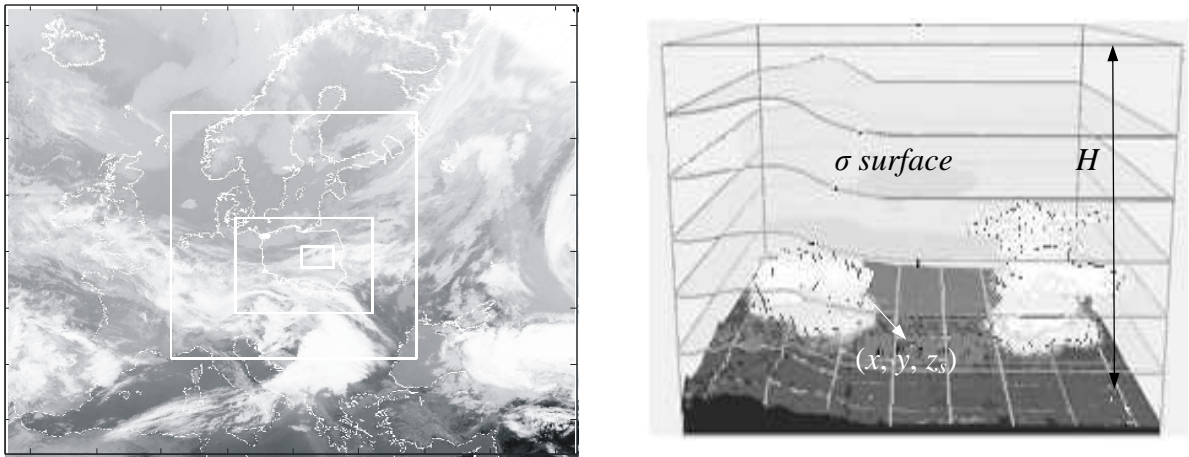 σ surface
H
(x, y, zₛ)